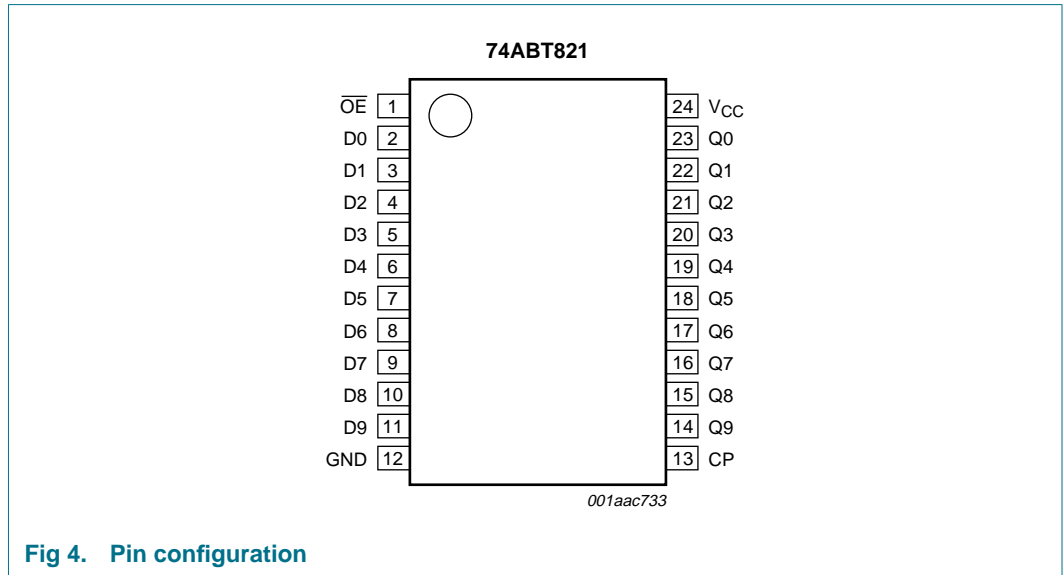 74ABT821
OE 1 24 VCC
D0 2 23 Q0
D1 3 22 Q1
D2 4 21 Q2
D3 5 20 Q3
D4 6 19 Q4
D5 7 18 Q5
D6 8 17 Q6
D7 9 16 Q7
D8 10 15 Q8
D9 11 14 Q9
GND 12 13 CP
001aac733
Fig 4. Pin configuration